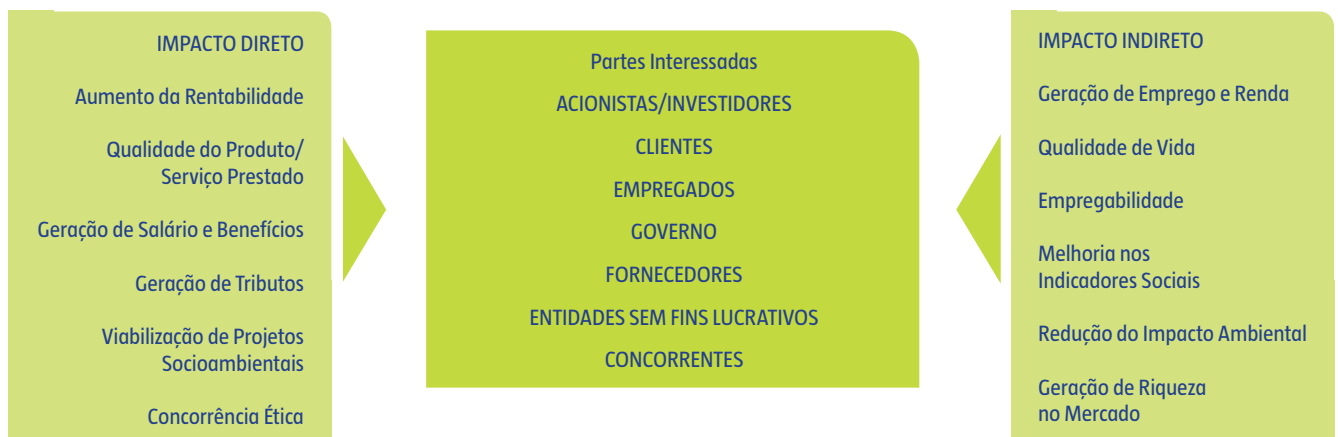 IMPACTO DIRETO
Aumento da Rentabilidade
Qualidade do Produto/
Serviço Prestado
Geração de Salário e Benefícios
Geração de Tributos
Viabilização de Projetos
Socioambientais
Concorrência Ética
Partes Interessadas
ACIONISTAS/INVESTIDORES
CLIENTES
EMPREGADOS
GOVERNO
FORNECEDORES
ENTIDADES SEM FINS LUCRATIVOS
CONCORRENTES
IMPACTO INDIRETO
Geração de Emprego e Renda
Qualidade de Vida
Empregabilidade
Melhoria nos
Indicadores Sociais
Redução do Impacto Ambiental
Geração de Riqueza
no Mercado